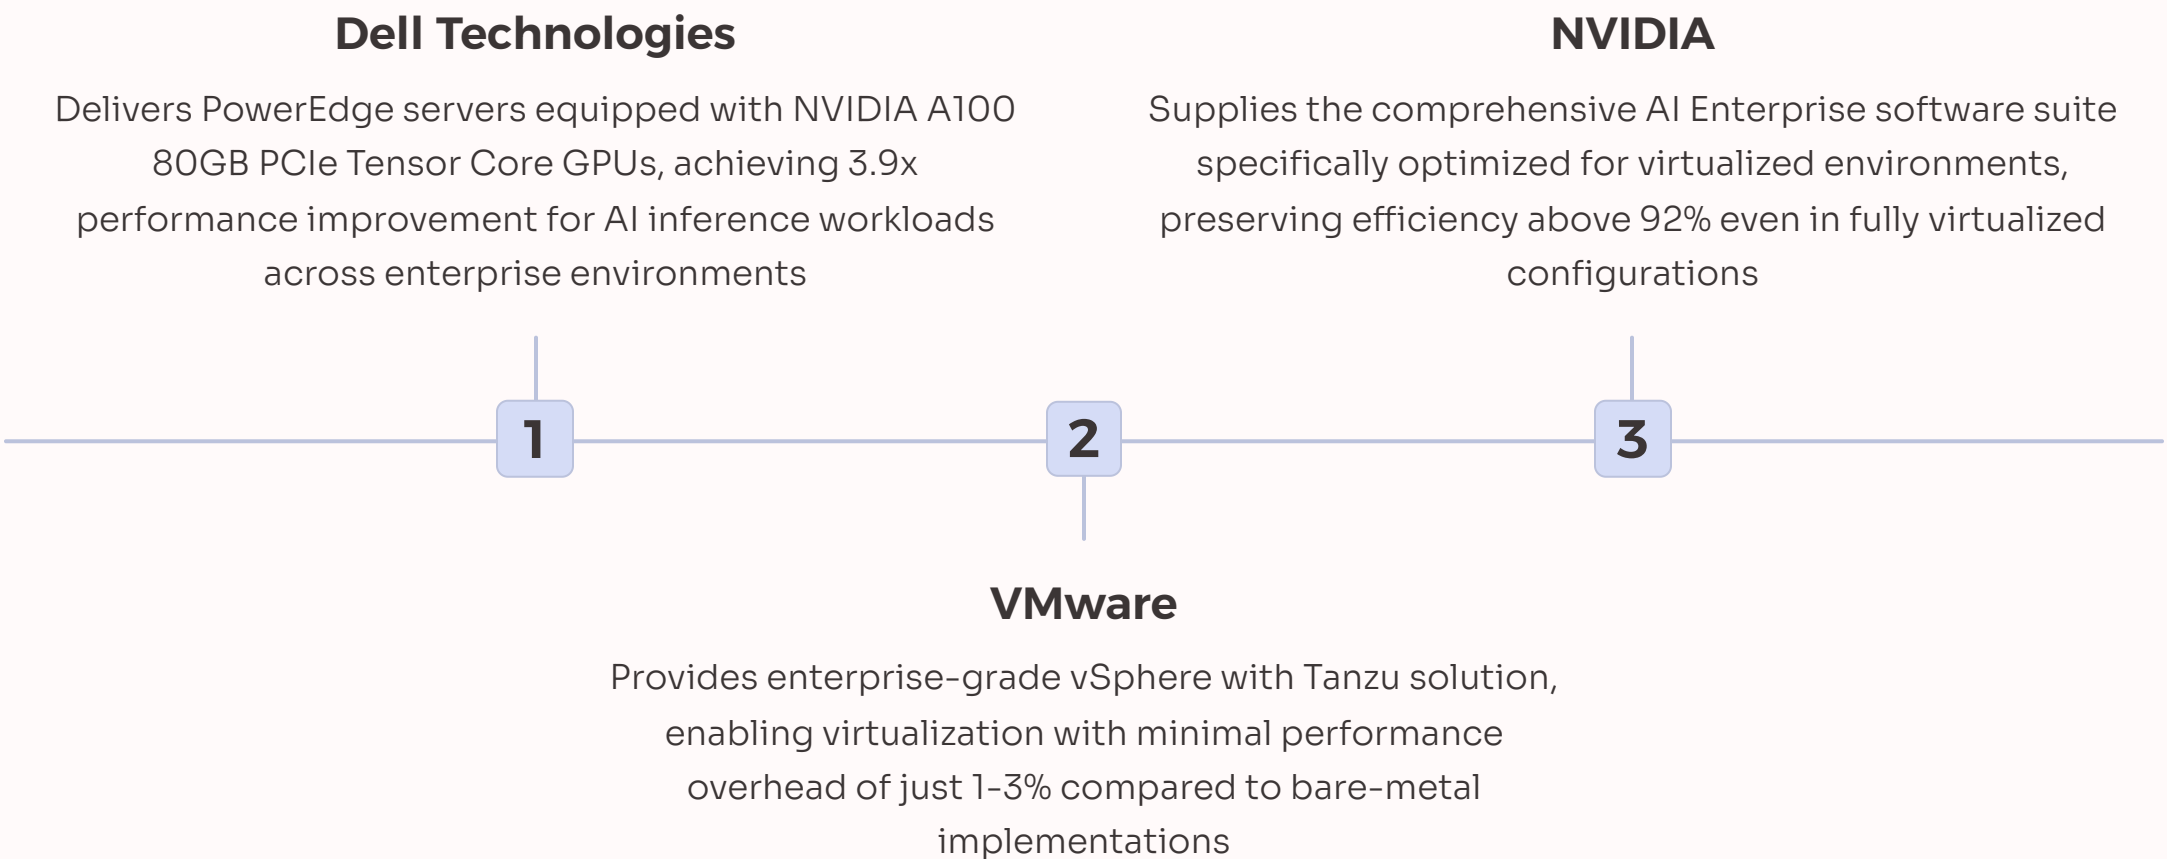 Dell Technologies
Delivers PowerEdge servers equipped with NVIDIA A100
80GB PCIe Tensor Core GPUs, achieving 3.9x
performance improvement for AI inference workloads
across enterprise environments
NVIDIA
Supplies the comprehensive AI Enterprise software suite
specifically optimized for virtualized environments,
preserving efficiency above 92% even in fully virtualized
configurations
1
2
3
VMware
Provides enterprise-grade vSphere with Tanzu solution,
enabling virtualization with minimal performance
overhead of just 1-3% compared to bare-metal
implementations